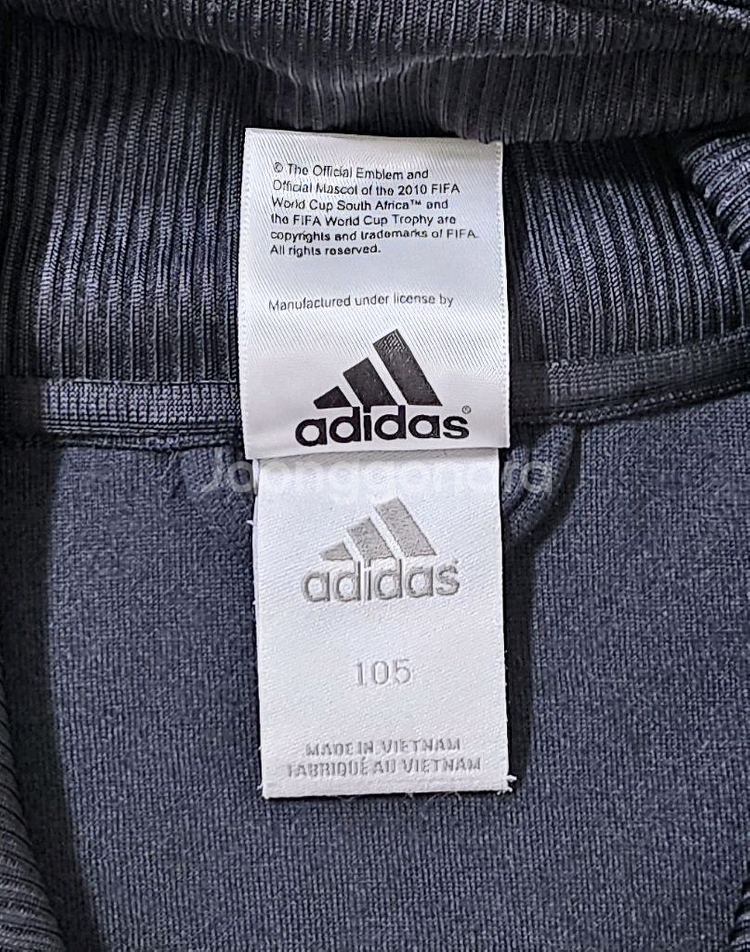 © The Official Emblem and
Official Mascot of the 2010 FIFA
World Cup South Africa™ and
the FIFA World Cup Trophy are
copyrights and trademarks of FIFA.
All rights reserved.
Manufactured under license by
adidas®
Joonggonara
adidas
105
MADE IN VIETNAM
FABRIQUÉ AU VIETNAM